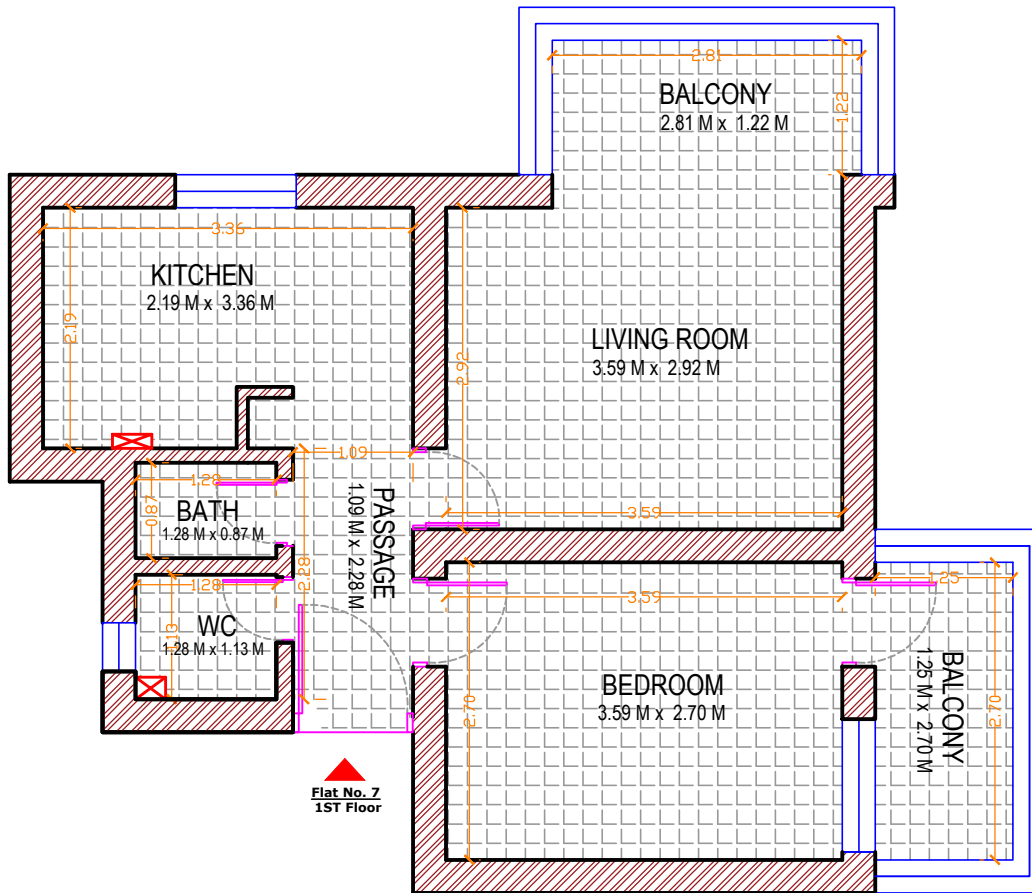 2.81
BALCONY
2.81 M x 1.22 M
1.22
3.36
KITCHEN
2.19 M x 3.36 M
2.19
2.92
LIVING ROOM
3.59 M x 2.92 M
1.09
1.28
0.87
BATH
1.28 M x 0.87 M
PASSAGE
1.09 M x 2.28 M
2.28
3.59
1.28
1.13
WC
1.28 M x 1.13 M
3.59
1.25
BEDROOM
3.59 M x 2.70 M
2.70
BALCONY
1.25 M x 2.70 M
2.70
Flat No. 7
1ST Floor